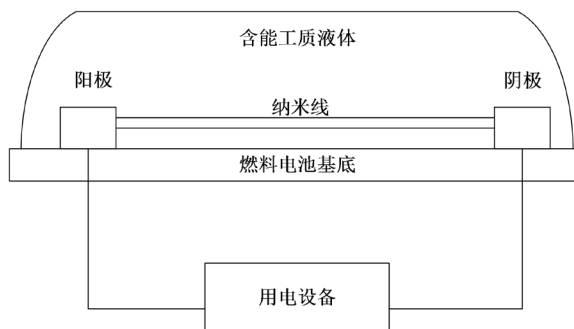 含能工质液体
阳极
阴极
纳米线
燃料电池基底
用电设备